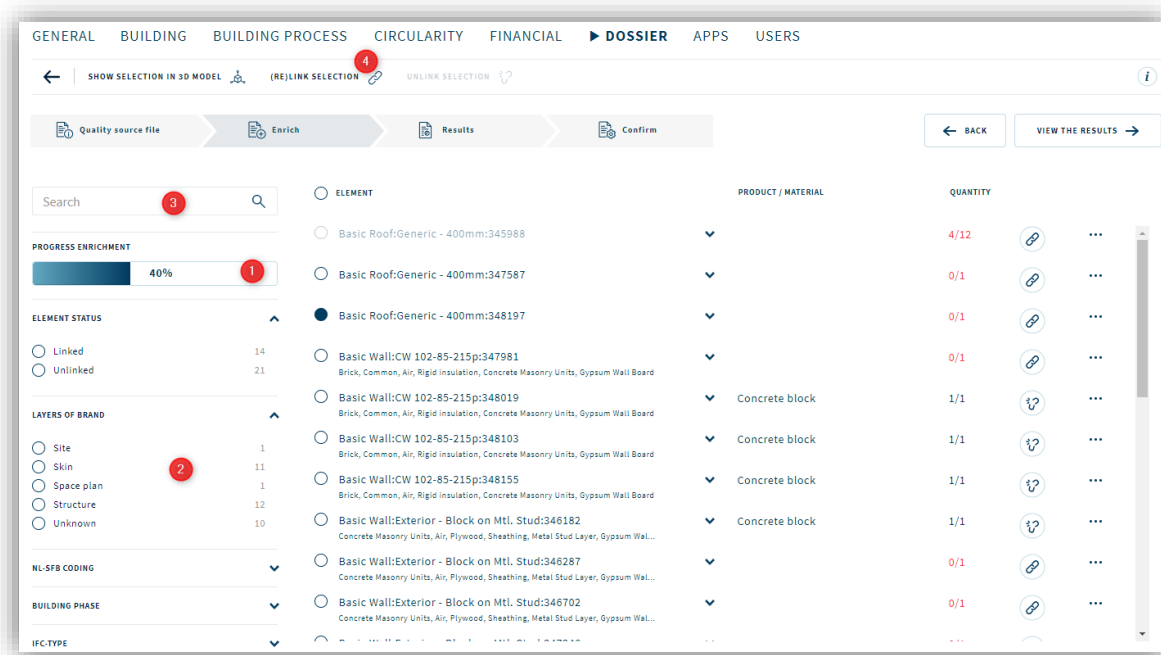 GENERAL BUILDING BUILDING PROCESS CIRCULARITY FINANCIAL DOSSIER APPS USERS
4
SHOW SELECTION IN 3D MODEL (RE)LINK SELECTION UNLINK SELECTION i
Quality source file Enrich Results Confirm BACK VIEW THE RESULTS
ELEMENT PRODUCT / MATERIAL QUANTITY
Search 3
Basic Roof:Generic - 400mm:345988 4/12 ...
PROGRESS ENRICHMENT
40% 1
Basic Roof:Generic - 400mm:347587 0/1 ...
ELEMENT STATUS
Basic Roof:Generic - 400mm:348197 0/1 ...
Linked 14
Unlinked 21
Basic Wall:CW 102-85-215p:347981 0/1 ...
Brick, Common, Air, Rigid insulation, Concrete Masonry Units, Gypsum Wall Board
LAYERS OF BRAND
Basic Wall:CW 102-85-215p:348019 Concrete block 1/1 ...
Brick, Common, Air, Rigid insulation, Concrete Masonry Units, Gypsum Wall Board
Site 1
Skin 11
Space plan 1
Structure 12
Unknown 10
2
Basic Wall:CW 102-85-215p:348103 Concrete block 1/1 ...
Brick, Common, Air, Rigid insulation, Concrete Masonry Units, Gypsum Wall Board
Basic Wall:CW 102-85-215p:348155 Concrete block 1/1 ...
Brick, Common, Air, Rigid insulation, Concrete Masonry Units, Gypsum Wall Board
Basic Wall:Exterior - Block on Mtl. Stud:346182 Concrete block 1/1 ...
Concrete Masonry Units, Air, Plywood, Sheathing, Metal Stud Layer, Gypsum Wal...
NL-SFB CODING
Basic Wall:Exterior - Block on Mtl. Stud:346287 0/1 ...
Concrete Masonry Units, Air, Plywood, Sheathing, Metal Stud Layer, Gypsum Wal...
BUILDING PHASE
Basic Wall:Exterior - Block on Mtl. Stud:346702 0/1 ...
Concrete Masonry Units, Air, Plywood, Sheathing, Metal Stud Layer, Gypsum Wal...
IFC-TYPE